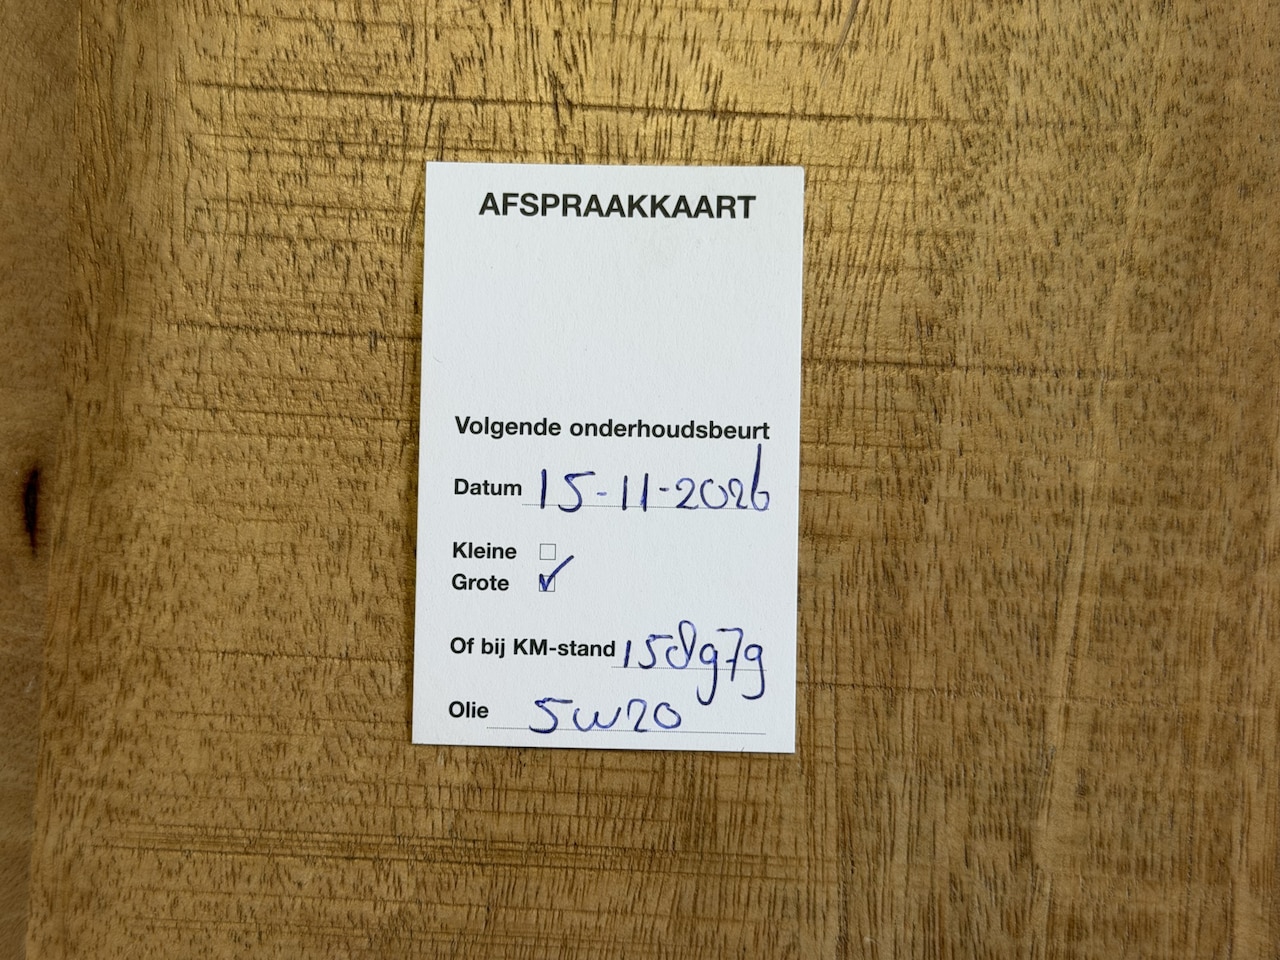 AFSPRAAKKAART
Volgende onderhoudsbeurt
Datum 15-11-2026
Kleine ☐
Grote ☑
Of bij KM-stand 158979
Olie 5w20